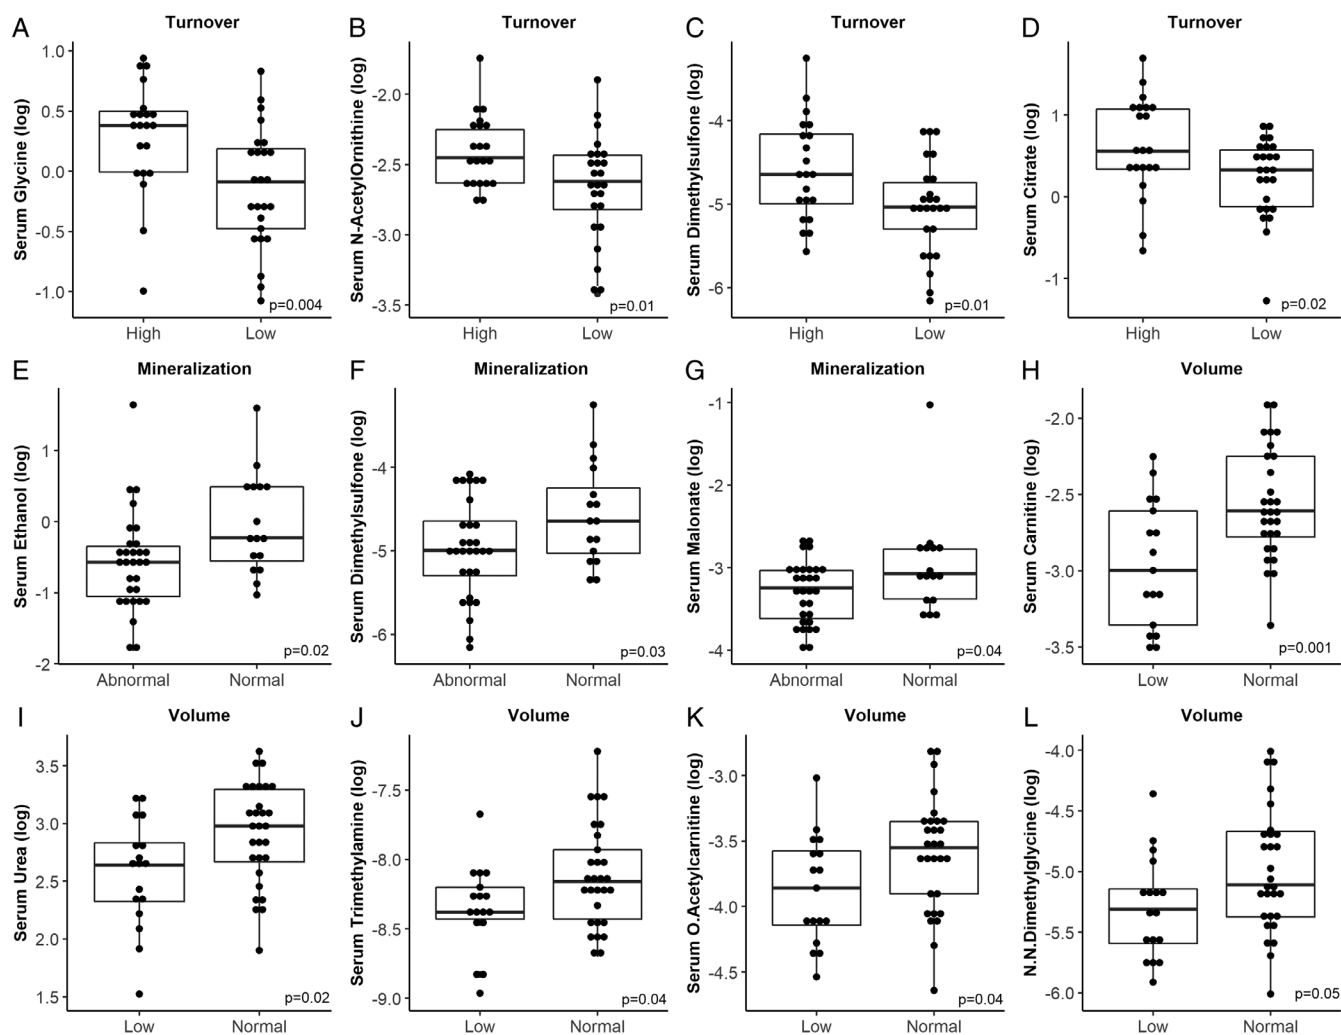 A
Turnover
Serum Glycine (log)
1.0
0.5
0.0
-0.5
-1.0
p=0.004
High
Low
B
Turnover
Serum N-AcetylOrnithine (log)
-2.0
-2.5
-3.0
-3.5
p=0.01
High
Low
C
Turnover
Serum Dimethylsulfone (log)
-4
-5
-6
p=0.01
High
Low
D
Turnover
Serum Citrate (log)
1
0
-1
p=0.02
High
Low
E
Mineralization
Serum Ethanol (log)
1
0
-1
-2
p=0.02
Abnormal
Normal
F
Mineralization
Serum Dimethylsulfone (log)
-4
-5
-6
p=0.03
Abnormal
Normal
G
Mineralization
Serum Malonate (log)
-1
-2
-3
-4
p=0.04
Abnormal
Normal
H
Volume
Serum Carnitine (log)
-2.0
-2.5
-3.0
-3.5
p=0.001
Low
Normal
I
Volume
Serum Urea (log)
3.5
3.0
2.5
2.0
1.5
p=0.02
Low
Normal
J
Volume
Serum Trimethylamine (log)
-7.5
-8.0
-8.5
-9.0
p=0.04
Low
Normal
K
Volume
Serum O.Acetylcarnitine (log)
-3.0
-3.5
-4.0
-4.5
p=0.04
Low
Normal
L
Volume
N.N.Dimethylglycine (log)
-4.0
-4.5
-5.0
-5.5
-6.0
p=0.05
Low
Normal